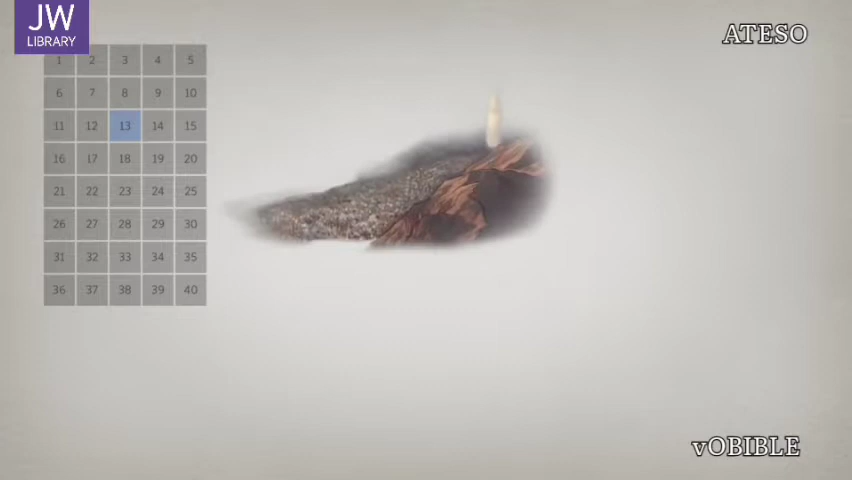 JW
LIBRARY
ATESO
1 2 3 4 5
6 7 8 9 10
11 12 13 14 15
16 17 18 19 20
21 22 23 24 25
26 27 28 29 30
31 32 33 34 35
36 37 38 39 40
vOBIBLE